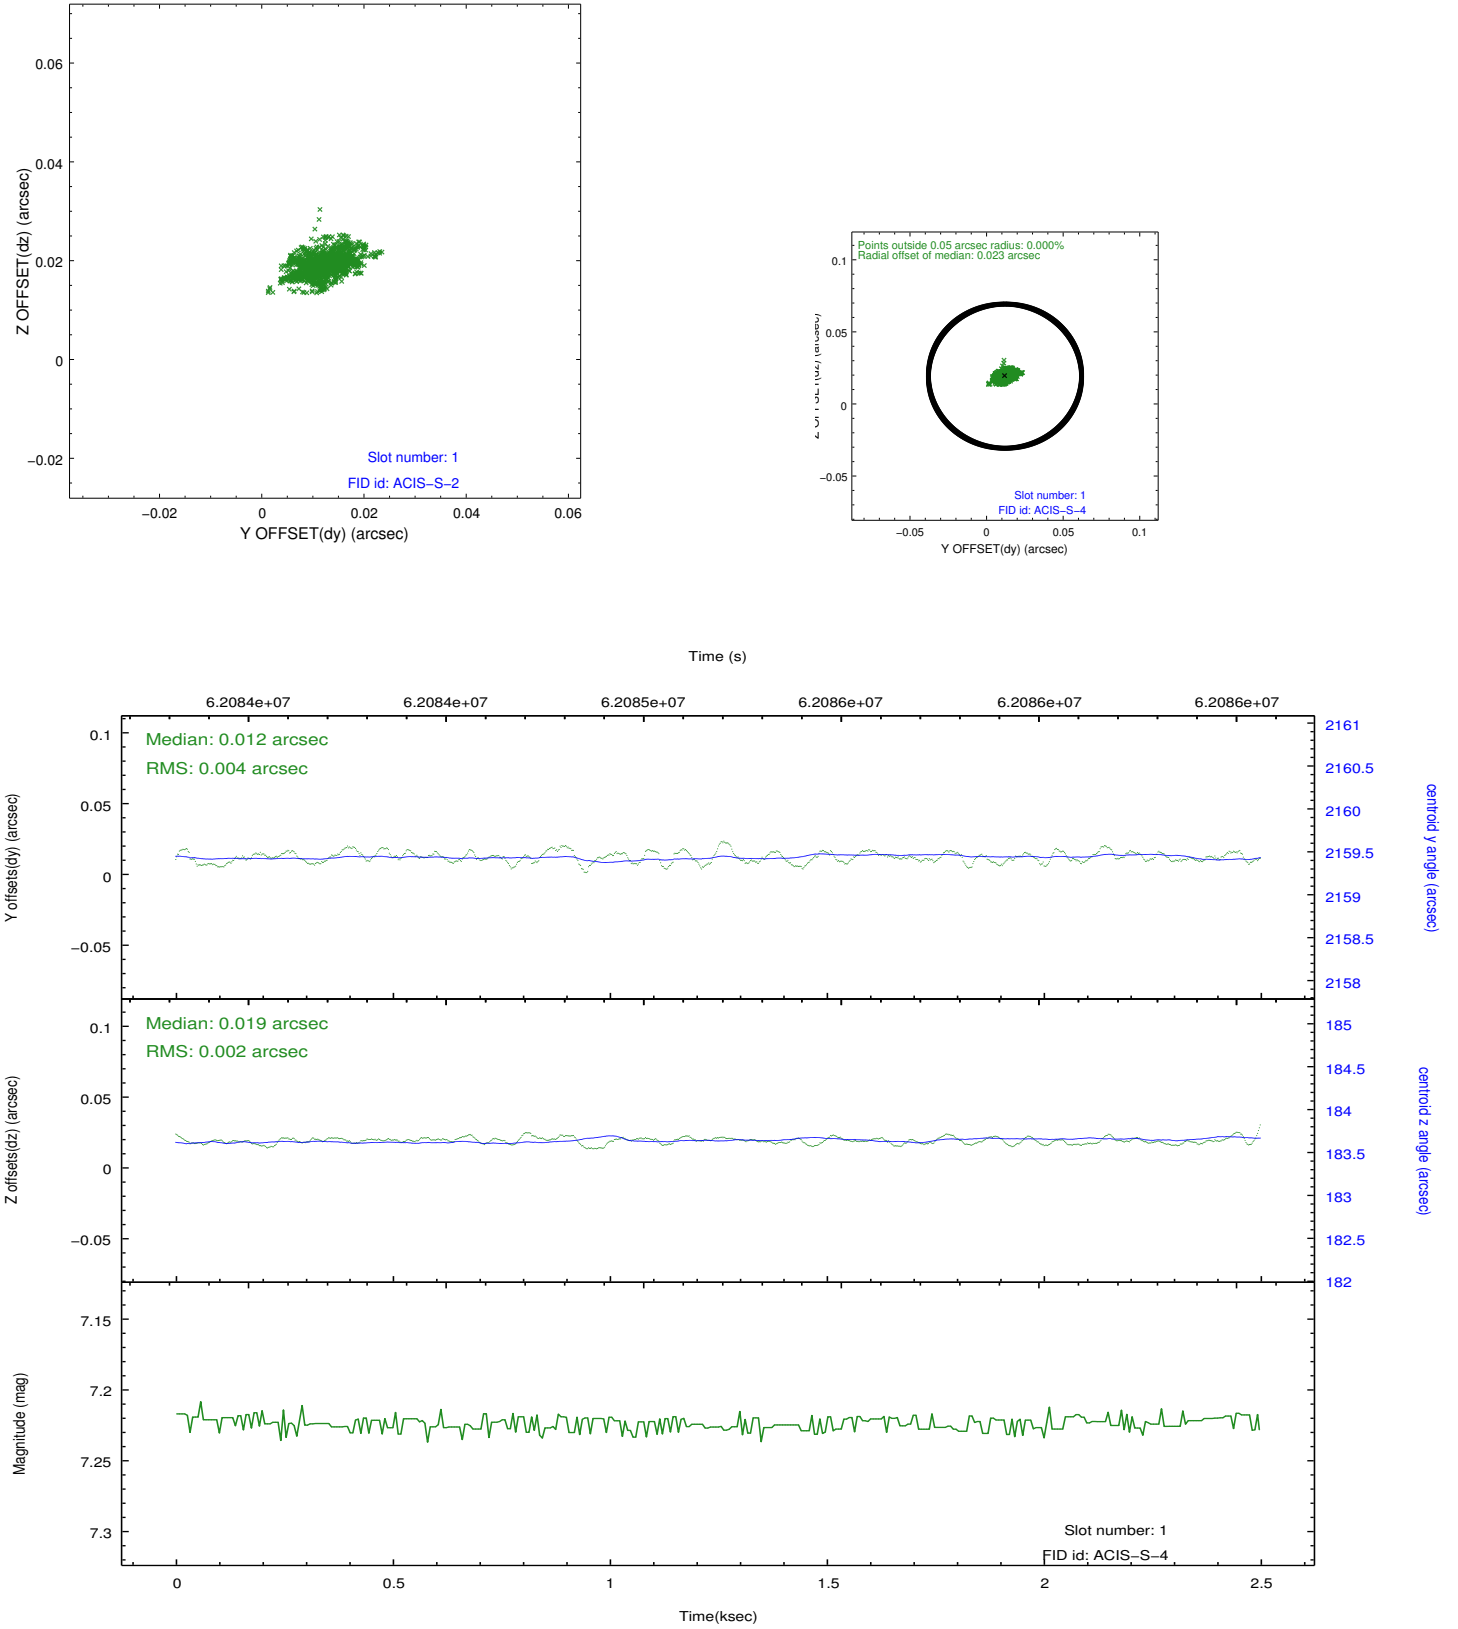 0.06
0.04
0.02
0
−0.02
Z OFFSET(dz) (arcsec)
Slot number: 1
FID id: ACIS−S−2
−0.02
0
0.02
0.04
0.06
Y OFFSET(dy) (arcsec)
Points outside 0.05 arcsec radius: 0.000%
Radial offset of median: 0.023 arcsec
0.1
0.05
0
−0.05
Slot number: 1
FID id: ACIS−S−4
−0.05
0
0.05
0.1
Y OFFSET(dy) (arcsec)
Time (s)
6.2084e+07
6.2084e+07
6.2085e+07
6.2086e+07
6.2086e+07
6.2086e+07
Median: 0.012 arcsec
RMS: 0.004 arcsec
0.1
0.05
0
−0.05
Y offsets(dy) (arcsec)
2161
2160.5
2160
2159.5
2159
2158.5
2158
centroid y angle (arcsec)
Median: 0.019 arcsec
RMS: 0.002 arcsec
0.1
0.05
0
−0.05
Z offsets(dz) (arcsec)
185
184.5
184
183.5
183
182.5
182
centroid z angle (arcsec)
7.15
7.2
7.25
7.3
Magnitude (mag)
Slot number: 1
FID id: ACIS−S−4
0
0.5
1
1.5
2
2.5
Time(ksec)